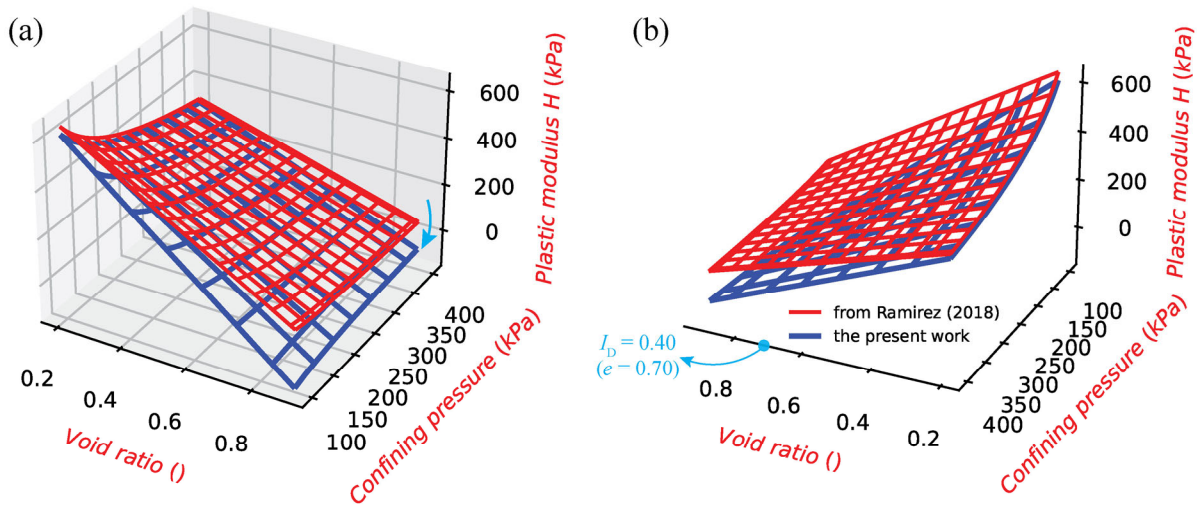 (a)
600
400
200
0
Plastic modulus H (kPa)
400
350
300
250
200
150
100
Confining pressure (kPa)
0.2
0.4
0.6
0.8
Void ratio ()
(b)
600
400
200
0
Plastic modulus H (kPa)
from Ramirez (2018)
the present work
I_D = 0.40
(e = 0.70)
100
150
200
250
300
350
400
Confining pressure (kPa)
0.8
0.6
0.4
0.2
Void ratio ()